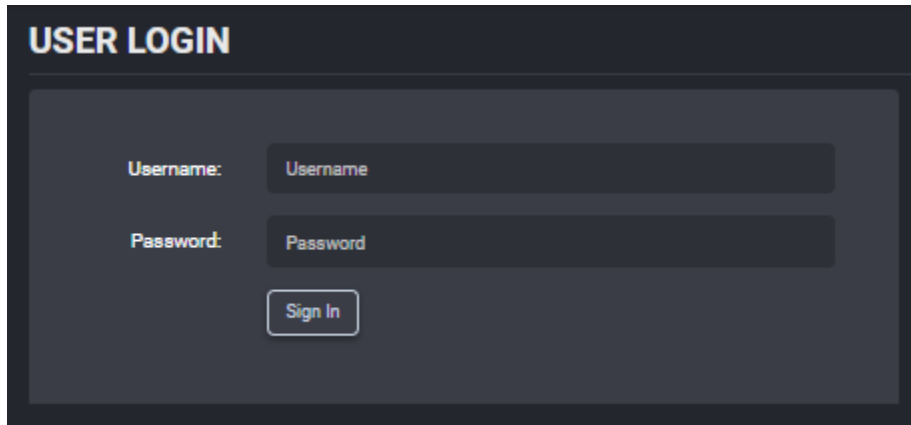 USER LOGIN
Username: Username
Password: Password
Sign In